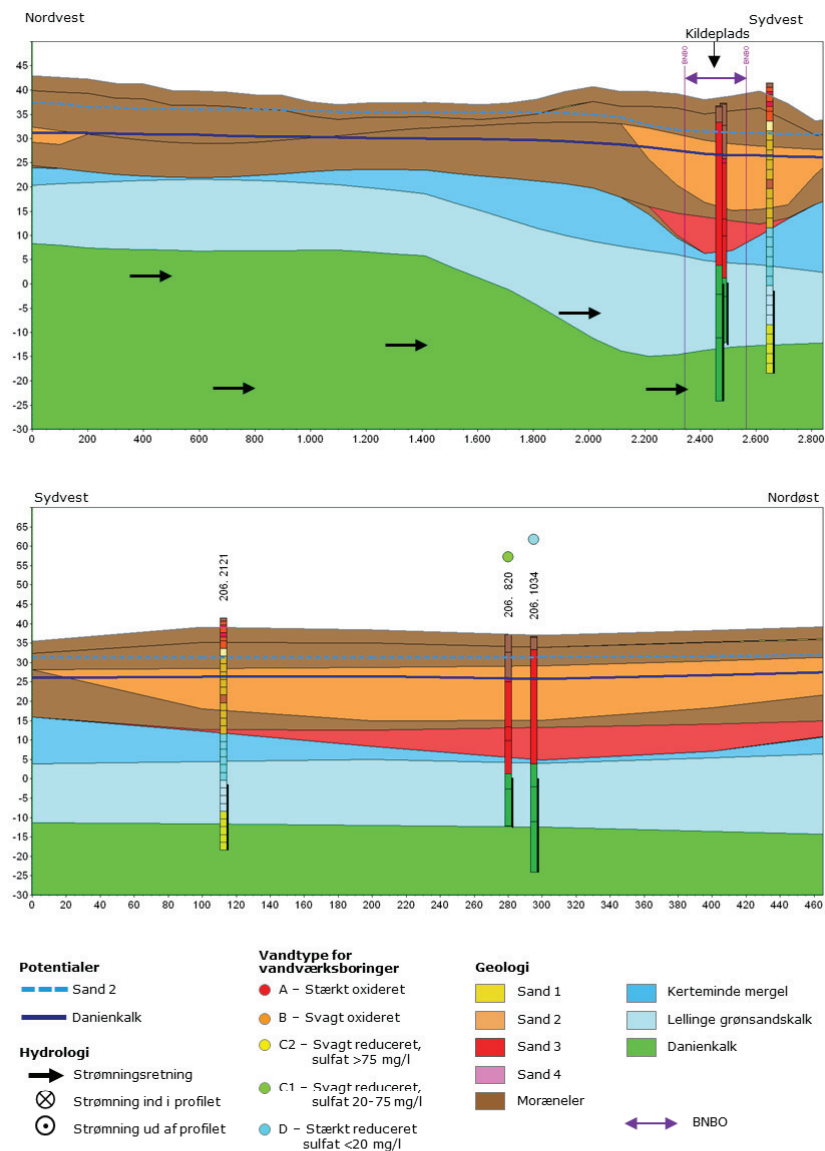 Nordvest
Sydvest
Kildeplads
BNBO
BNBO
45
40
35
30
25
20
15
10
5
0
-5
-10
-15
-20
-25
-30
0 200 400 600 800 1.000 1.200 1.400 1.600 1.800 2.000 2.200 2.400 2.600 2.800
Sydvest
Nordøst
65
60
55
50
45
40
35
30
25
20
15
10
5
0
-5
-10
-15
-20
-25
-30
206. 2121
206. 820
206. 1034
0 20 40 60 80 100 120 140 160 180 200 220 240 260 280 300 320 340 360 380 400 420 440 460
Potentialer
Sand 2
Danienkalk
Hydrologi
Strømningsretning
Strømning ind i profilet
Strømning ud af profilet
Vandtype for
vandværksboringer
A – Stærkt oxideret
B – Svagt oxideret
C2 – Svagt reduceret,
sulfat >75 mg/l
C1 – Svagt reduceret,
sulfat 20-75 mg/l
D – Stærkt reduceret
sulfat <20 mg/l
Geologi
Sand 1
Sand 2
Sand 3
Sand 4
Moræneler
Kerteminde mergel
Lellinge grønsandskalk
Danienkalk
BNBO